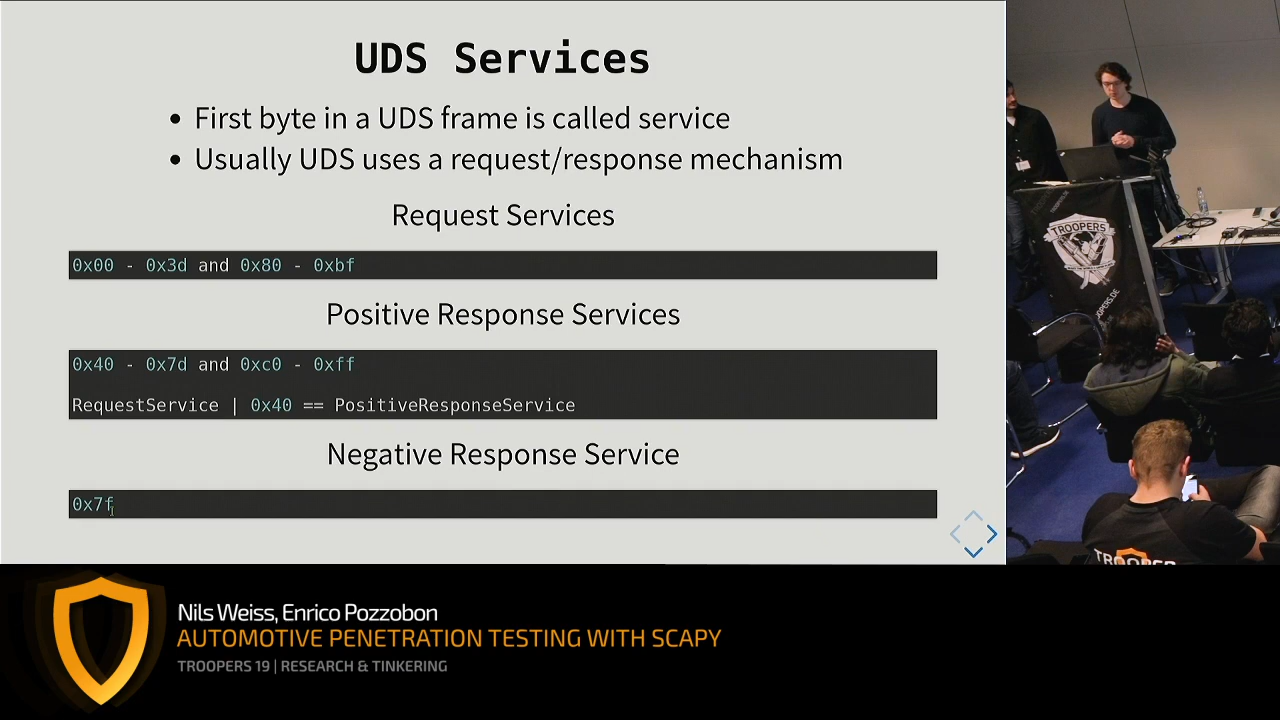 UDS Services
• First byte in a UDS frame is called service
• Usually UDS uses a request/response mechanism
Request Services
0x00 - 0x3d and 0x80 - 0xbf
Positive Response Services
0x40 - 0x7d and 0xc0 - 0xff
RequestService | 0x40 == PositiveResponseService
Negative Response Service
0x7f
TROOPERS
Nils Weiss, Enrico Pozzobon
AUTOMOTIVE PENETRATION TESTING WITH SCAPY
TROOPERS 19 | RESEARCH & TINKERING